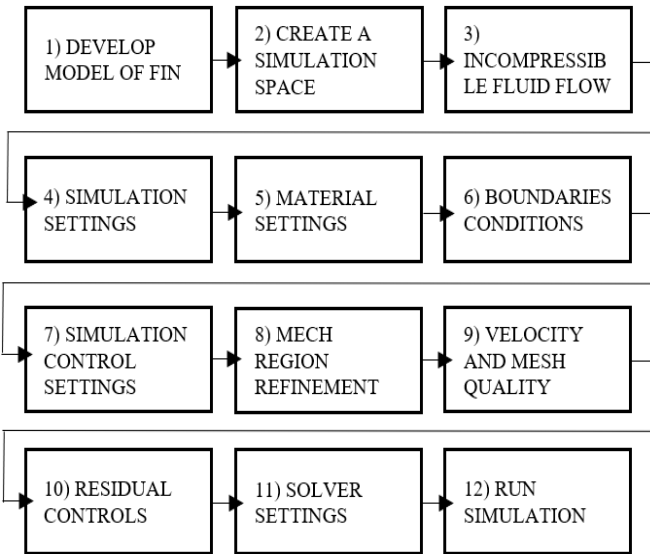 1) DEVELOP
MODEL OF FIN
2) CREATE A
SIMULATION
SPACE
3)
INCOMPRESSIB
LE FLUID FLOW
4) SIMULATION
SETTINGS
5) MATERIAL
SETTINGS
6) BOUNDARIES
CONDITIONS
7) SIMULATION
CONTROL
SETTINGS
8) MECH
REGION
REFINEMENT
9) VELOCITY
AND MESH
QUALITY
10) RESIDUAL
CONTROLS
11) SOLVER
SETTINGS
12) RUN
SIMULATION